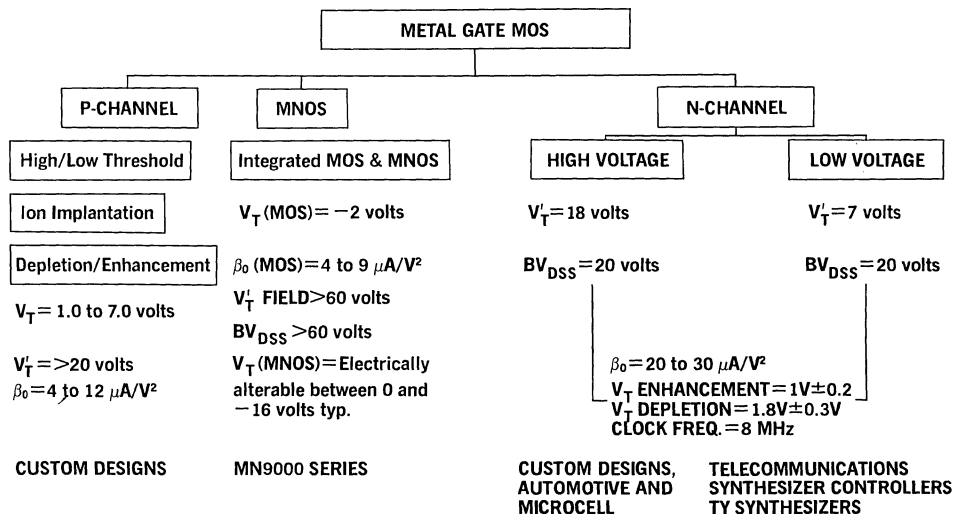 METAL GATE MOS
P-CHANNEL
High/Low Threshold
Ion Implantation
Depletion/Enhancement
V_T = 1.0 to 7.0 volts
V'_T = >20 volts
β₀ = 4 to 12 μA/V²
CUSTOM DESIGNS
MNOS
Integrated MOS & MNOS
V_T (MOS) = −2 volts
β₀ (MOS) = 4 to 9 μA/V²
V'_T FIELD > 60 volts
BV_DSS > 60 volts
V_T (MNOS) = Electrically
alterable between 0 and
−16 volts typ.
MN9000 SERIES
N-CHANNEL
HIGH VOLTAGE
V'_T = 18 volts
BV_DSS = 20 volts
LOW VOLTAGE
V'_T = 7 volts
BV_DSS = 20 volts
β₀ = 20 to 30 μA/V²
V_T ENHANCEMENT = 1V±0.2
V_T DEPLETION = 1.8V±0.3V
CLOCK FREQ. = 8 MHz
CUSTOM DESIGNS,
AUTOMOTIVE AND
MICROCELL
TELECOMMUNICATIONS
SYNTHESIZER CONTROLLERS
TY SYNTHESIZERS